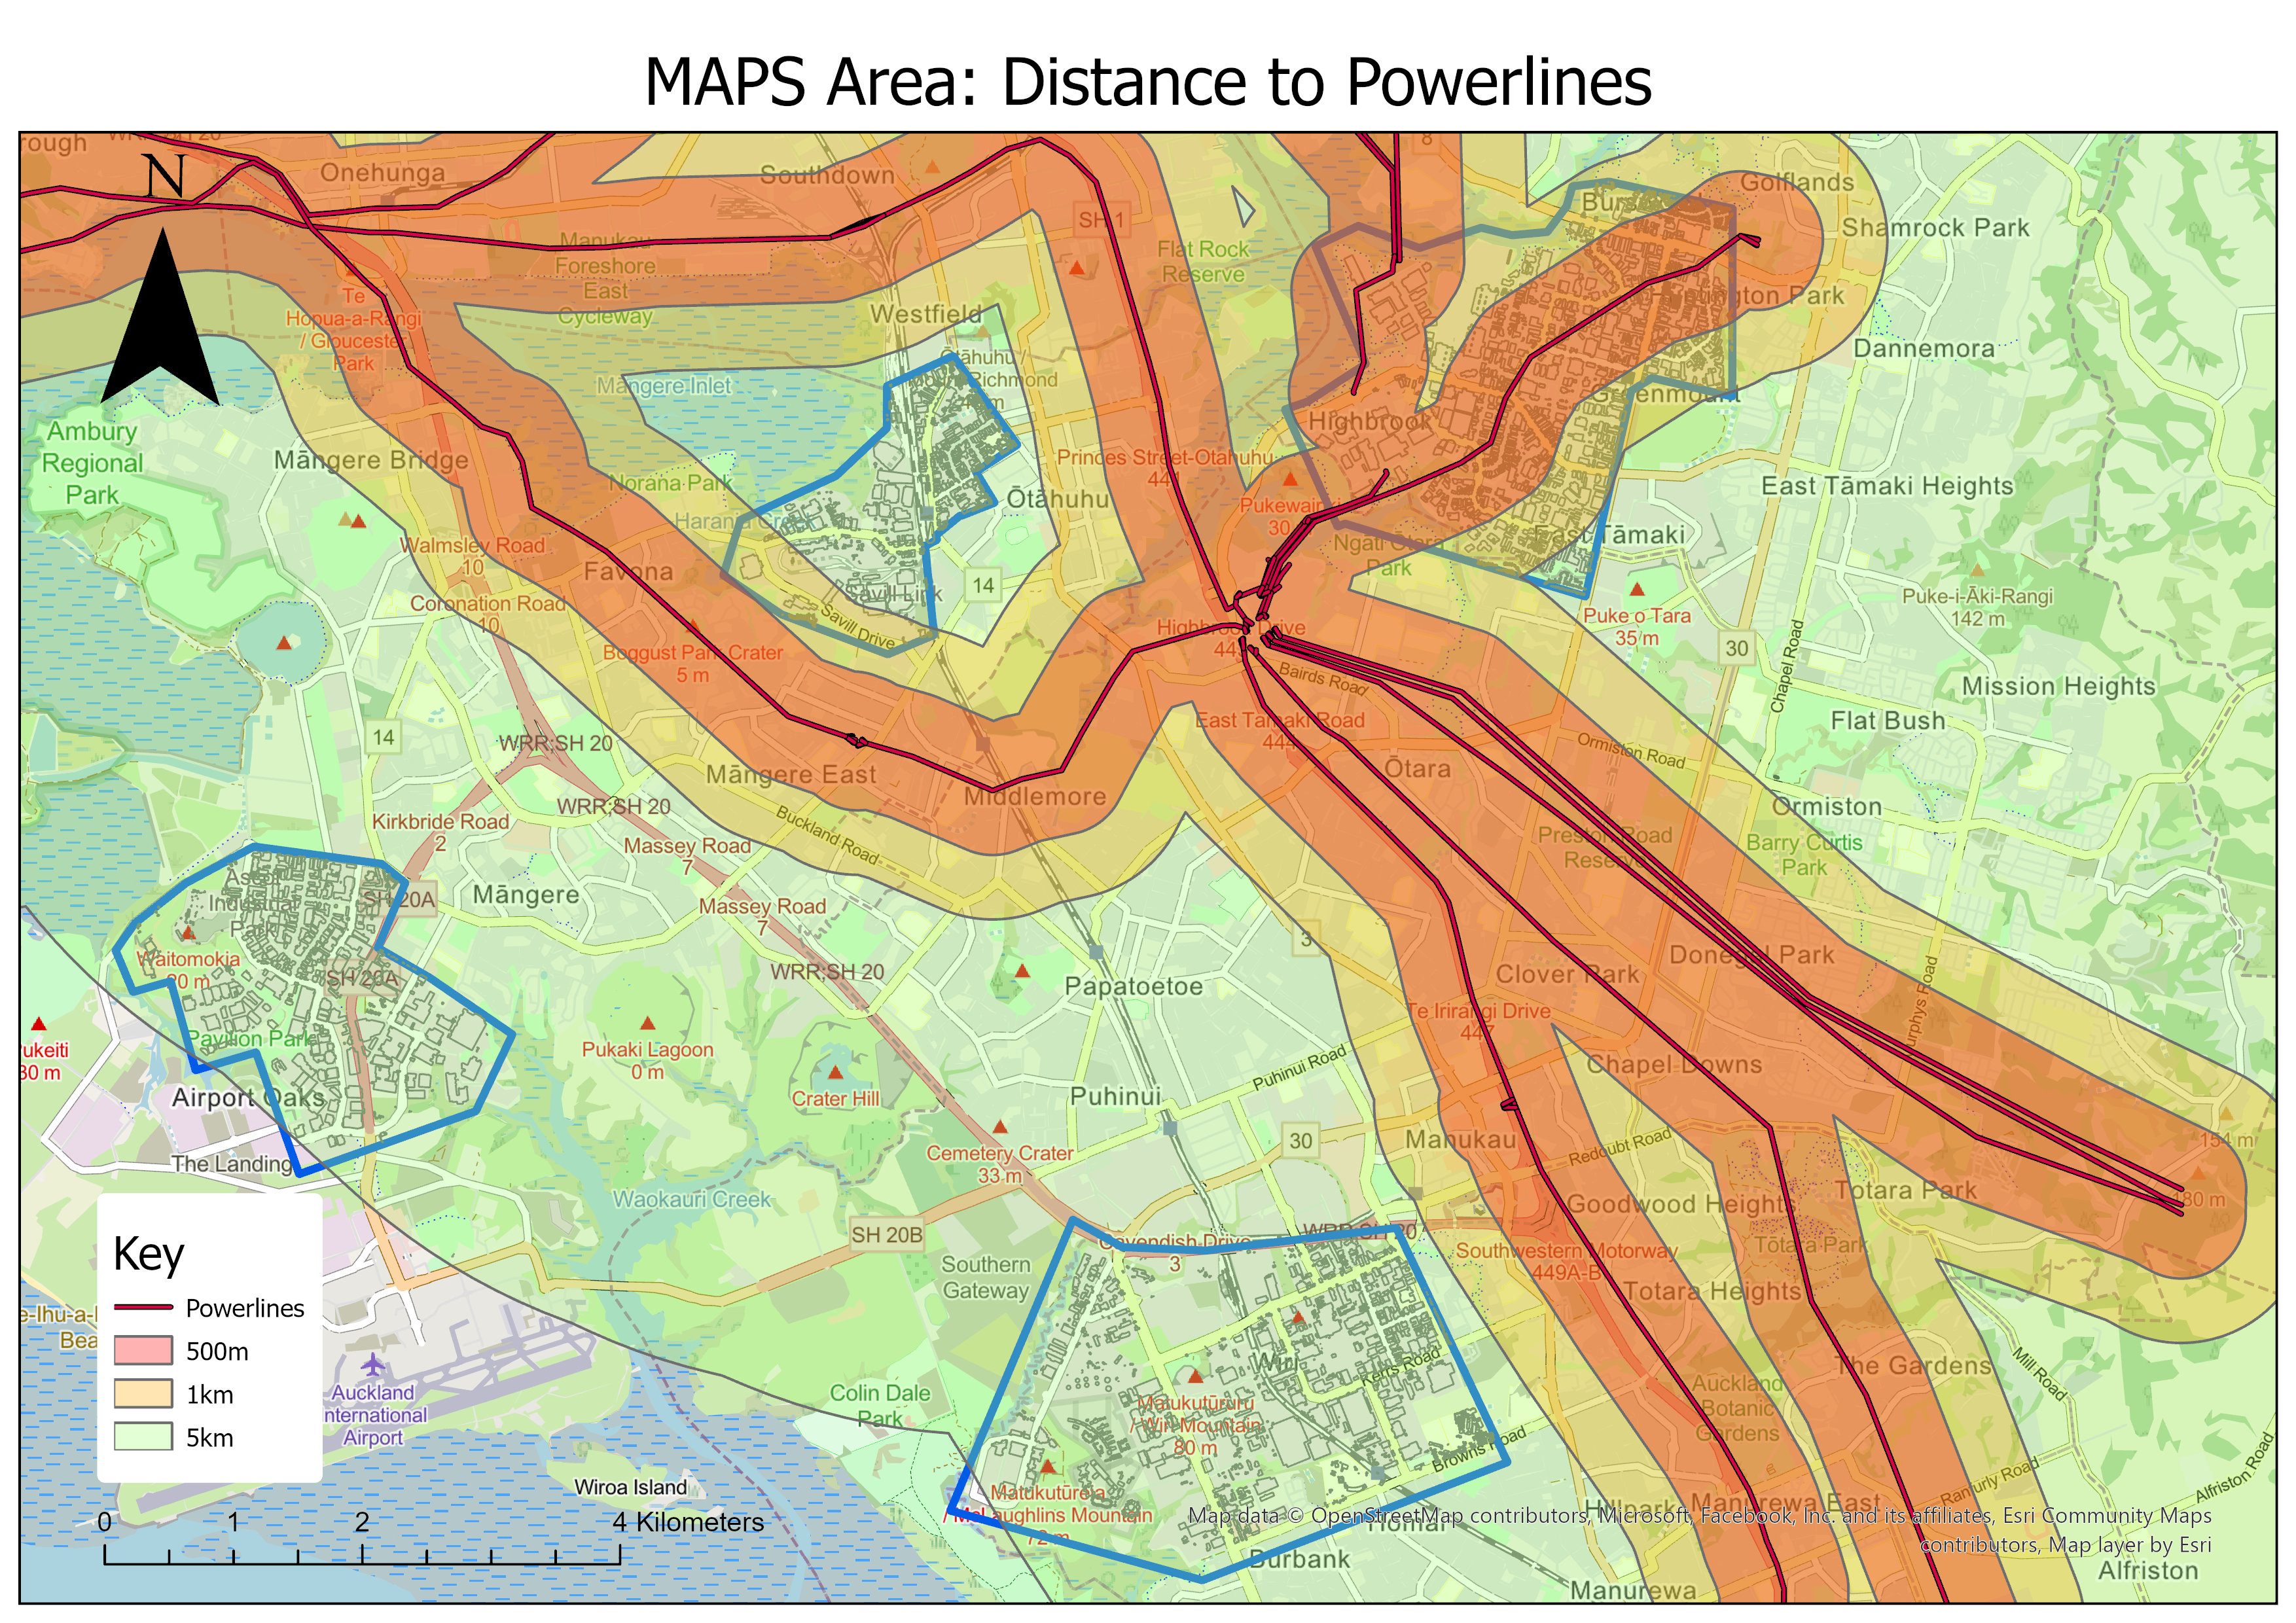 MAPS Area: Distance to Powerlines
rough
N
Onehunga
Southdown
SH 1
8
Golflands
Shamrock Park
Flat Rock
Reserve
Manukau
Foreshore
East
Cycleway
Te
Hopua-a-Rangi
/ Gloucester
Park
Westfield
Dannemora
Māngere Inlet
Richmond
Greenmount
Ambury
Regional
Park
Māngere Bridge
Highbrook
Princes Street-Otahuhu
441
Norana Park
Ōtāhuhu
East Tāmaki Heights
Pukewairiki
30
Harania Creek
Walmsley Road
10
Favona
Ngati Otara
Park
East Tāmaki
Savill Link
14
Coronation Road
10
Savill Drive
Puke o Tara
35 m
Puke-i-Āki-Rangi
142 m
Highbrook Drive
443
Boggust Park Crater
5 m
30
Chapel Road
Bairds Road
Mission Heights
East Tamaki Road
444
Flat Bush
14
WRR;SH 20
Ormiston Road
Māngere East
Ōtara
Middlemore
WRR;SH 20
Ormiston
Kirkbride Road
2
Buckland Road
Massey Road
7
Preston Road
Reserve
Barry Curtis
Park
Māngere
SH 20A
Industrial
Park
Massey Road
7
3
Donegal Park
Waitomokia
20 m
SH 20A
WRR;SH 20
Papatoetoe
Clover Park
Te Irirangi Drive
447
Murphys Road
Pukeiti
30 m
Pavilion Park
Pukaki Lagoon
0 m
Crater Hill
Puhinui Road
Chapel Downs
Airport Oaks
Puhinui
30
Manukau
154 m
The Landing
Cemetery Crater
33 m
Redoubt Road
Waokauri Creek
Goodwood Heights
Totara Park
180 m
SH 20B
Cavendish Drive
3
WRR;SH 20
Tōtara Park
Southern
Gateway
Southwestern Motorway
449A-B
Totara Heights
Key
Powerlines
500m
1km
5km
Wiri
Kerrs Road
The Gardens
Mill Road
Auckland
International
Airport
Colin Dale
Park
Matukutūruru
/ Wiri Mountain
80 m
Auckland
Botanic
Gardens
Browns Road
Wiroa Island
Matukutūreia
/ McLaughlins Mountain
72 m
Ranfurly Road
Alfriston Road
Hillpark
Manurewa East
0 1 2 4 Kilometers
Homai
Map data © OpenStreetMap contributors, Microsoft, Facebook, Inc. and its affiliates, Esri Community Maps
contributors, Map layer by Esri
Burbank
Manurewa
Alfriston